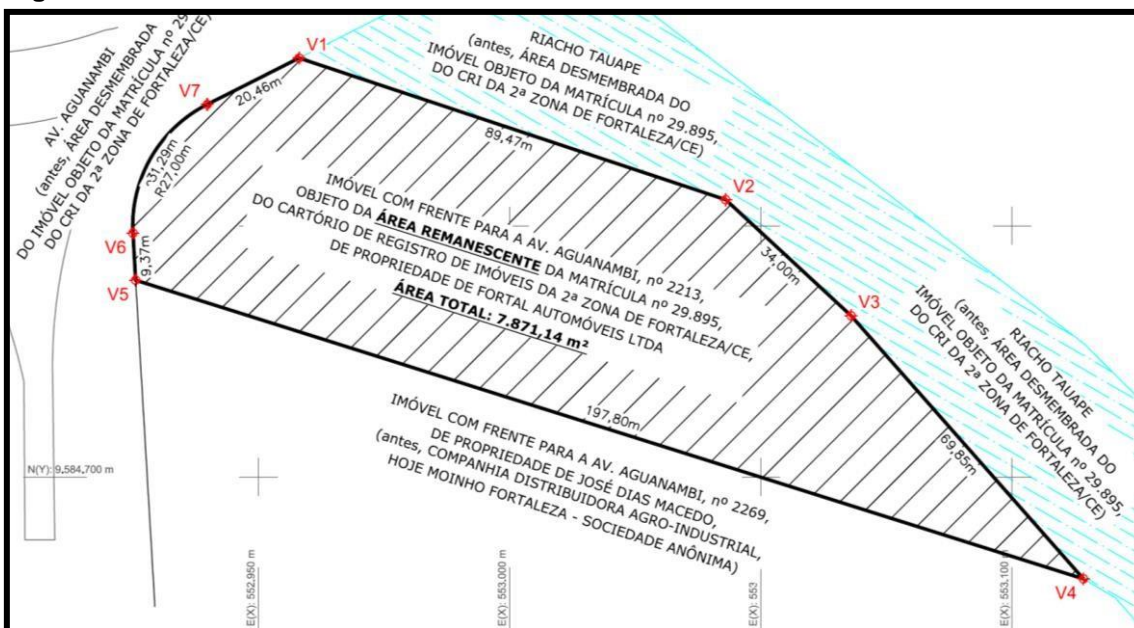 AV. AGUANAMBI
(antes, ÁREA DESMEMBRADA
DO IMÓVEL OBJETO DA MATRÍCULA nº 29
DO CRI DA 2ª ZONA DE FORTALEZA/CE)
V1
RIACHO TAUAPE
(antes, ÁREA DESMEMBRADA DO
IMÓVEL OBJETO DA MATRÍCULA nº 29.895,
DO CRI DA 2ª ZONA DE FORTALEZA/CE)
V7
20,46m
89,47m
31,29m
R27,00m
V2
IMÓVEL COM FRENTE PARA A AV. AGUANAMBI, nº 2213,
OBJETO DA ÁREA REMANESCENTE DA MATRÍCULA nº 29.895,
DO CARTÓRIO DE REGISTRO DE IMÓVEIS DA 2ª ZONA DE FORTALEZA/CE,
DE PROPRIEDADE DE FORTAL AUTOMÓVEIS LTDA
ÁREA TOTAL: 7.871,14 m²
V6
9,37m
V5
34,00m
V3
RIACHO TAUAPE
(antes, ÁREA DESMEMBRADA DO
IMÓVEL OBJETO DA MATRÍCULA nº 29.895,
DO CRI DA 2ª ZONA DE FORTALEZA/CE)
69,85m
197,80m
IMÓVEL COM FRENTE PARA A AV. AGUANAMBI, nº 2269,
DE PROPRIEDADE DE JOSÉ DIAS MACEDO,
(antes, COMPANHIA DISTRIBUIDORA AGRO-INDUSTRIAL,
HOJE MOINHO FORTALEZA - SOCIEDADE ANÔNIMA)
N(Y): 9,584,700 m
V4
E(X): 552,950 m
E(X): 553,000 m
E(X): 553
E(X): 553,100 m